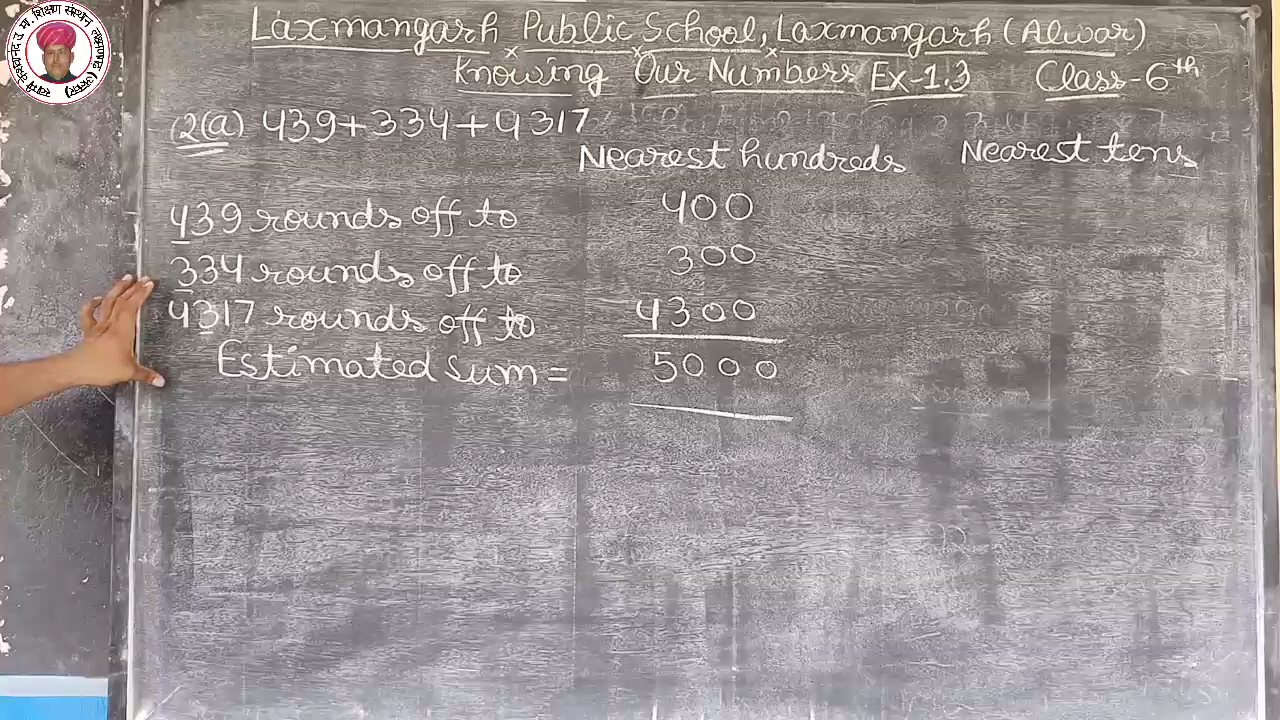 Laxmangarh Public School, Laxmangarh (Alwar)
Knowing Our Numbers Ex-1.3 Class-6th
(2(a) 439+334+4317
Nearest hundreds Nearest tens
439 rounds off to 400
334 rounds off to 300
4317 rounds off to 4300
Estimated sum = 5000